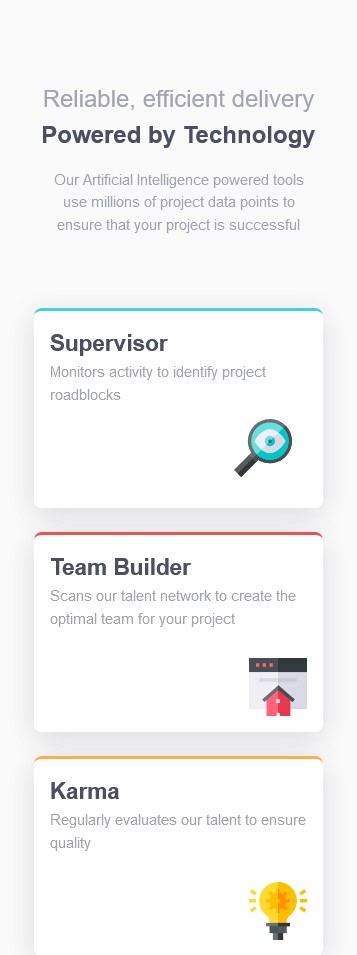 Reliable, efficient delivery
Powered by Technology
Our Artificial Intelligence powered tools
use millions of project data points to
ensure that your project is successful
Supervisor
Monitors activity to identify project
roadblocks
Team Builder
Scans our talent network to create the
optimal team for your project
Karma
Regularly evaluates our talent to ensure
quality